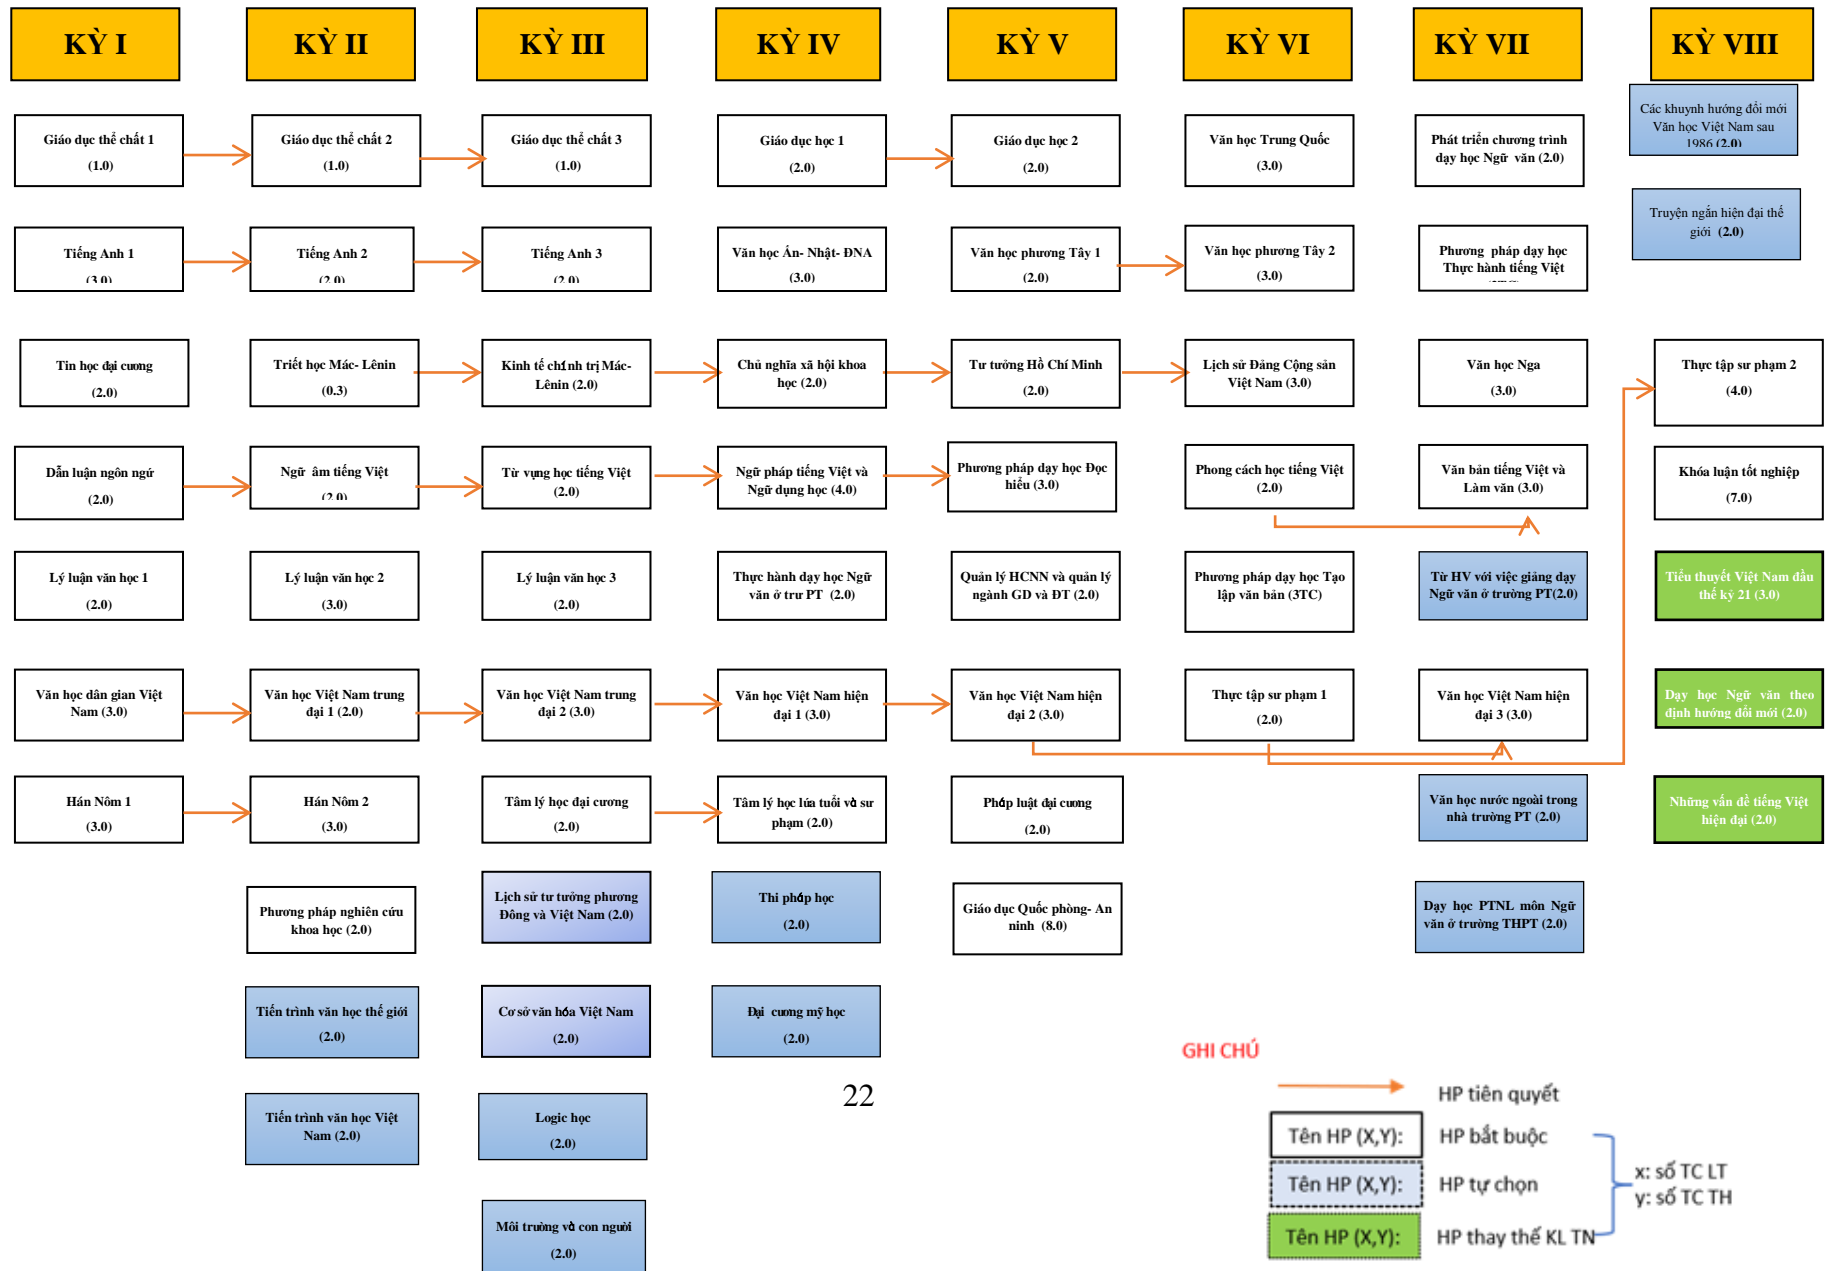 KỲ I
KỲ II
KỲ III
KỲ IV
KỲ V
KỲ VI
KỲ VII
KỲ VIII
Các khuynh hướng đổi mới
Văn học Việt Nam sau
1986 (2.0)
Giáo dục thể chất 1
(1.0)
Giáo dục thể chất 2
(1.0)
Giáo dục thể chất 3
(1.0)
Giáo dục học 1
(2.0)
Giáo dục học 2
(2.0)
Văn học Trung Quốc
(3.0)
Phát triển chương trình
dạy học Ngữ văn (2.0)
Truyện ngắn hiện đại thế
giới (2.0)
Tiếng Anh 1
(3.0)
Tiếng Anh 2
(2.0)
Tiếng Anh 3
(2.0)
Văn học Ấn- Nhật- ĐNA
(3.0)
Văn học phương Tây 1
(2.0)
Văn học phương Tây 2
(3.0)
Phương pháp dạy học
Thực hành tiếng Việt
Tin học đại cương
(2.0)
Triết học Mác- Lênin
(0.3)
Kinh tế chính trị Mác-
Lênin (2.0)
Chủ nghĩa xã hội khoa
học (2.0)
Tư tưởng Hồ Chí Minh
(2.0)
Lịch sử Đảng Cộng sản
Việt Nam (3.0)
Văn học Nga
(3.0)
Thực tập sư phạm 2
(4.0)
Dẫn luận ngôn ngứ
(2.0)
Ngữ âm tiếng Việt
(2.0)
Từ vựng học tiếng Việt
(2.0)
Ngữ pháp tiếng Việt và
Ngữ dụng học (4.0)
Phương pháp dạy học Đọc
hiểu (3.0)
Phong cách học tiếng Việt
(2.0)
Văn bản tiếng Việt và
Làm văn (3.0)
Khóa luận tốt nghiệp
(7.0)
Lý luận văn học 1
(2.0)
Lý luận văn học 2
(3.0)
Lý luận văn học 3
(2.0)
Thực hành dạy học Ngữ
văn ở trư PT (2.0)
Quản lý HCNN và quản lý
ngành GD và ĐT (2.0)
Phương pháp dạy học Tạo
lập văn bản (3TC)
Từ HV với việc giảng dạy
Ngữ văn ở trường PT(2.0)
Tiểu thuyết Việt Nam đầu
thế kỷ 21 (3.0)
Văn học dân gian Việt
Nam (3.0)
Văn học Việt Nam trung
đại 1 (2.0)
Văn học Việt Nam trung
đại 2 (3.0)
Văn học Việt Nam hiện
đại 1 (3.0)
Văn học Việt Nam hiện
đại 2 (3.0)
Thực tập sư phạm 1
(2.0)
Văn học Việt Nam hiện
đại 3 (3.0)
Dạy học Ngữ văn theo
định hướng đổi mới (2.0)
Hán Nôm 1
(3.0)
Hán Nôm 2
(3.0)
Tâm lý học đại cương
(2.0)
Tâm lý học lứa tuổi và sư
phạm (2.0)
Pháp luật đại cương
(2.0)
Văn học nước ngoài trong
nhà trường PT (2.0)
Những vấn đề tiếng Việt
hiện đại (2.0)
Phương pháp nghiên cứu
khoa học (2.0)
Lịch sử tư tưởng phương
Đông và Việt Nam (2.0)
Thi pháp học
(2.0)
Giáo dục Quốc phòng- An
ninh (8.0)
Dạy học PTNL môn Ngữ
văn ở trường THPT (2.0)
Tiến trình văn học thế giới
(2.0)
Cơ sở văn hóa Việt Nam
(2.0)
Đại cương mỹ học
(2.0)
Tiến trình văn học Việt
Nam (2.0)
Logic học
(2.0)
Môi trường và con người
(2.0)
22
GHI CHÚ
HP tiên quyết
Tên HP (X,Y): HP bắt buộc
Tên HP (X,Y): HP tự chọn
Tên HP (X,Y): HP thay thế KL TN
x: số TC LT
y: số TC TH